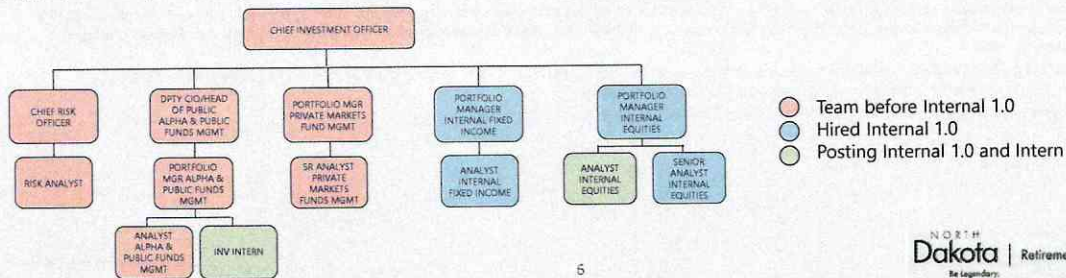 CHIEF INVESTMENT OFFICER
CHIEF RISK
OFFICER
DPTY CIO/HEAD
OF PUBLIC
ALPHA & PUBLIC
FUNDS MGMT
PORTFOLIO MGR
PRIVATE MARKETS
FUND MGMT
PORTFOLIO
MANAGER
INTERNAL FIXED
INCOME
PORTFOLIO
MANAGER
INTERNAL
EQUITIES
RISK ANALYST
PORTFOLIO
MGR ALPHA &
PUBLIC FUNDS
MGMT
SR ANALYST
PRIVATE
MARKETS
FUNDS MGMT
ANALYST
INTERNAL
FIXED INCOME
ANALYST
INTERNAL
EQUITIES
SENIOR
ANALYST
INTERNAL
EQUITIES
ANALYST
ALPHA &
PUBLIC FUNDS
MGMT
INV INTERN
Team before Internal 1.0
Hired Internal 1.0
Posting Internal 1.0 and Intern
5
NORTH
Dakota | Retireme
Be Legendary.